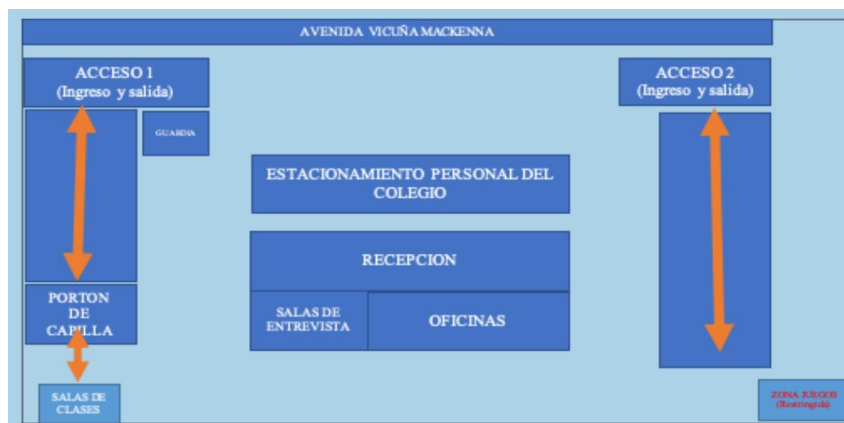 AVENIDA VICUÑA MACKENNA
ACCESO 1
(Ingreso y salida)
ACCESO 2
(Ingreso y salida)
GUARDIA
ESTACIONAMIENTO PERSONAL DEL
COLEGIO
RECEPCION
PORTON
DE
CAPILLA
SALAS DE
ENTREVISTA
OFICINAS
SALAS DE
CLASES
ZONA JUEGOS
(Restringida)